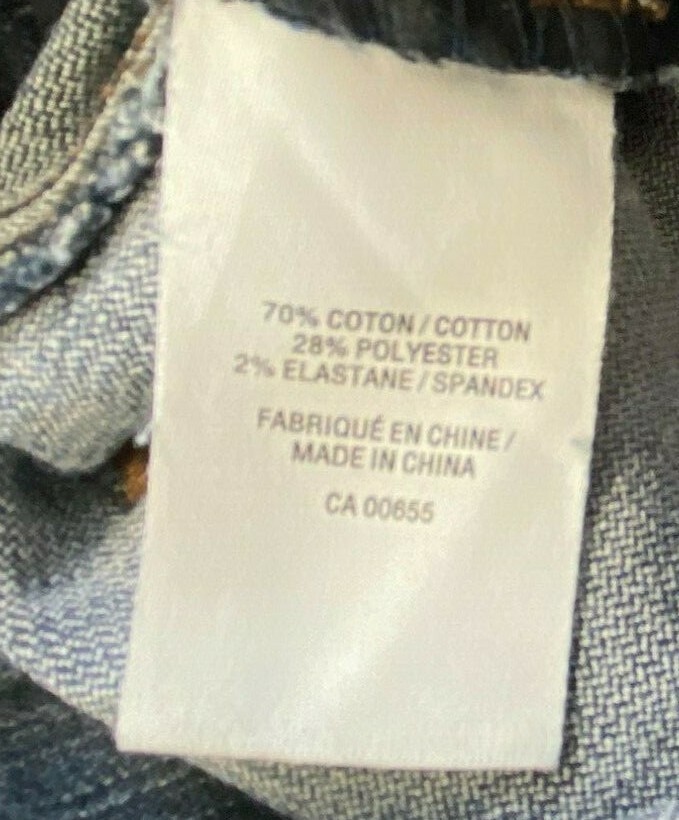 70% COTON / COTTON
28% POLYESTER
2% ELASTANE / SPANDEX
FABRIQUÉ EN CHINE /
MADE IN CHINA
CA 00655